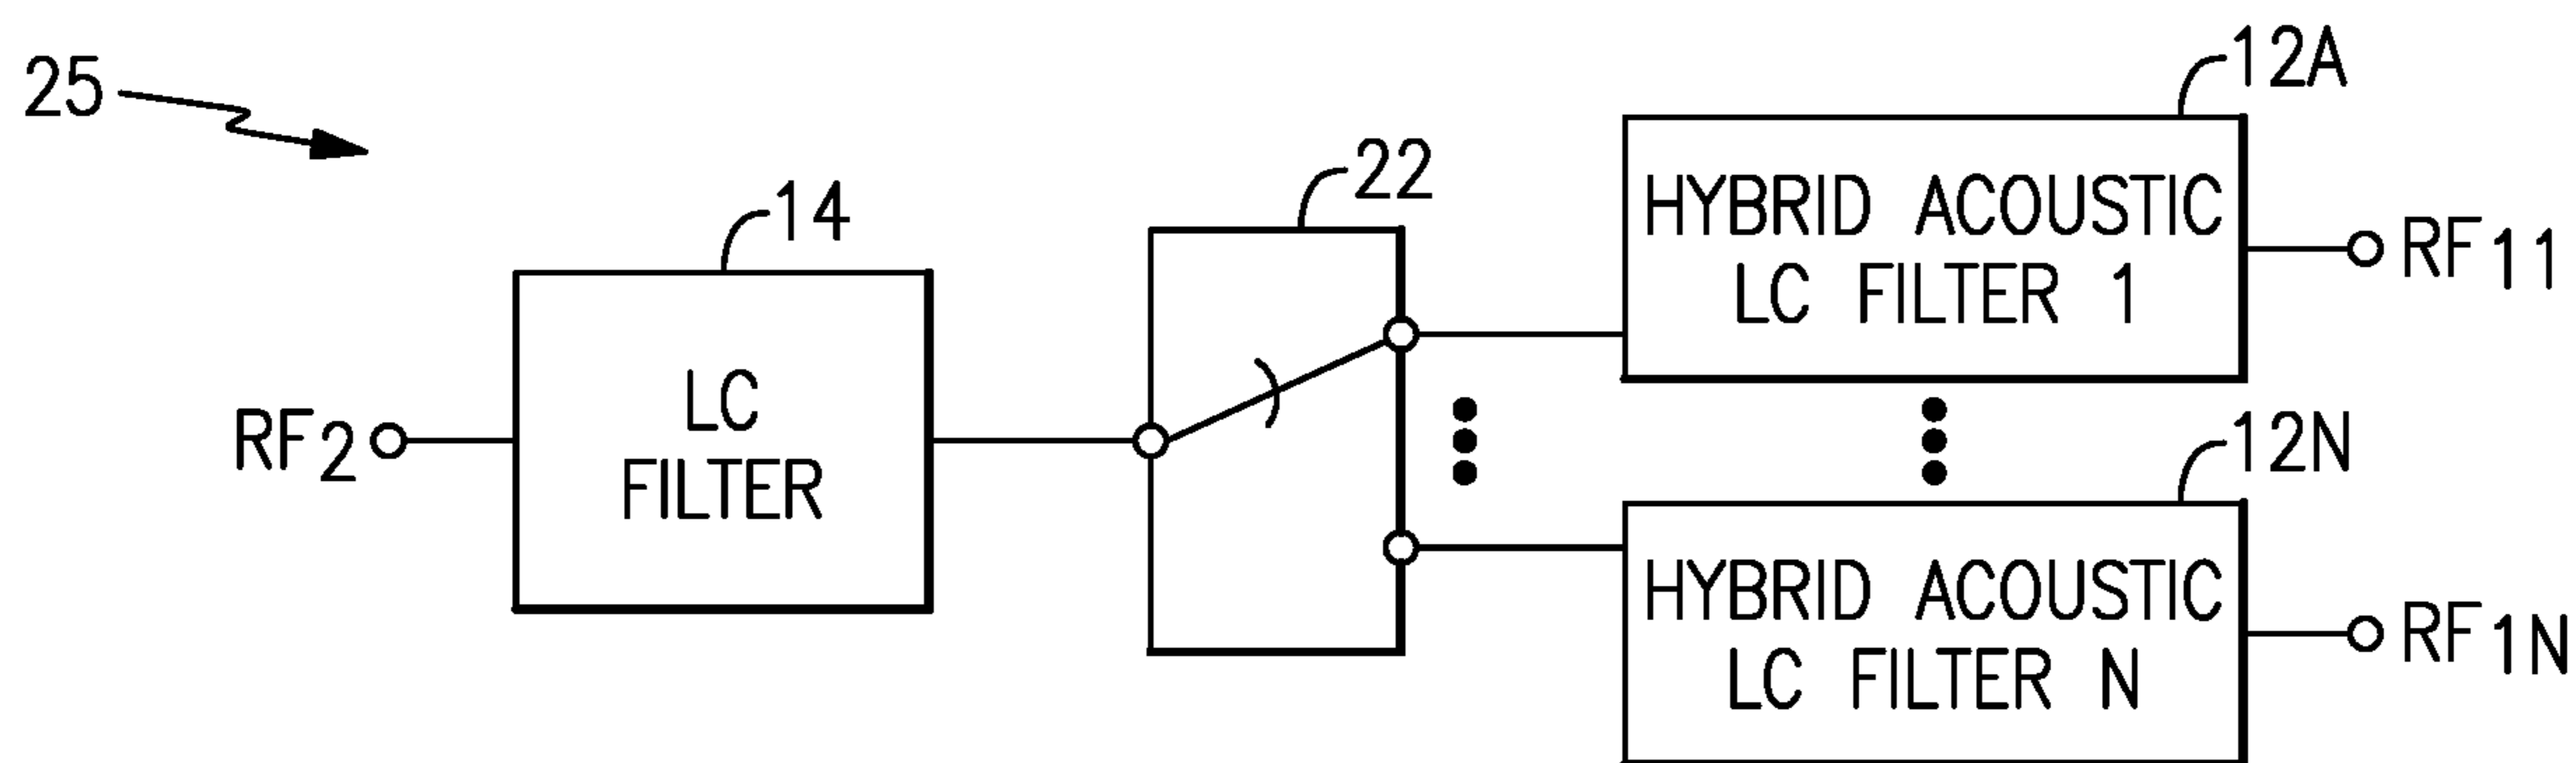 25
14
22
12A
12N
LC
FILTER
HYBRID ACOUSTIC
LC FILTER 1
HYBRID ACOUSTIC
LC FILTER N
RF2
RF11
RF1N